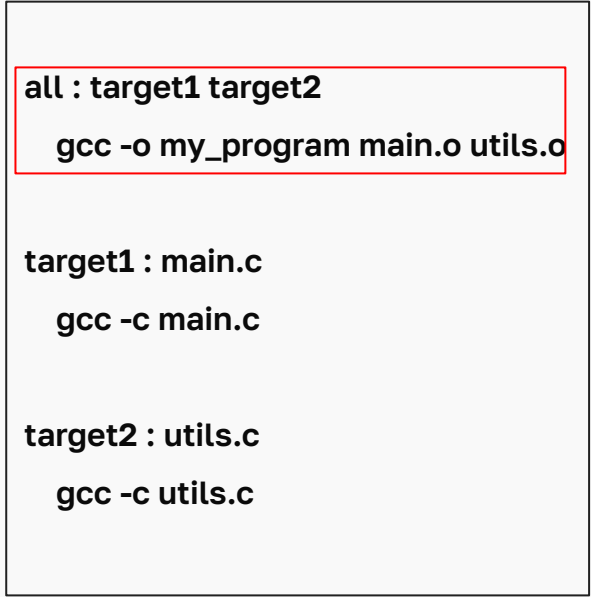 all : target1 target2
gcc -o my_program main.o utils.o
target1 : main.c
gcc -c main.c
target2 : utils.c
gcc -c utils.c